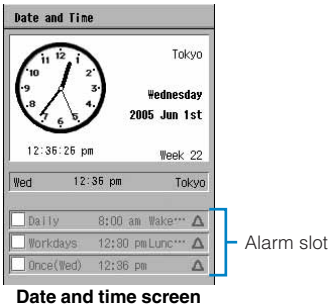 Date and Time
11 12 1
10 2
9 3
8 4
7 6 5
Tokyo
Wednesday
2005 Jun 1st
12:36:26 pm
Week 22
Wed 12:36 pm Tokyo
Daily 8:00 am Wake…
Workdays 12:30 pm Lunc…
Once(Wed) 12:36 pm
Alarm slot
Date and time screen